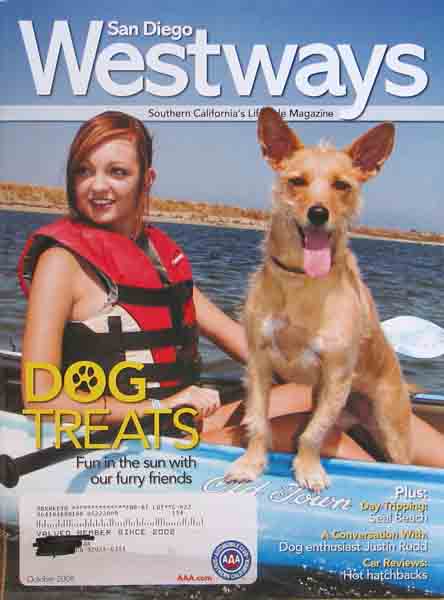 San Diego
Westways
Southern California's Lifestyle Magazine
DOG
TREATS
Fun in the sun with
our furry friends
Old Town
Plus:
Day Tripping:
Seal Beach
A Conversation With:
Dog enthusiast Justin Rudd
Car Reviews:
Hot hatchbacks
VALUED MEMBER SINCE 2002
AAA
AAA.com
October 2008